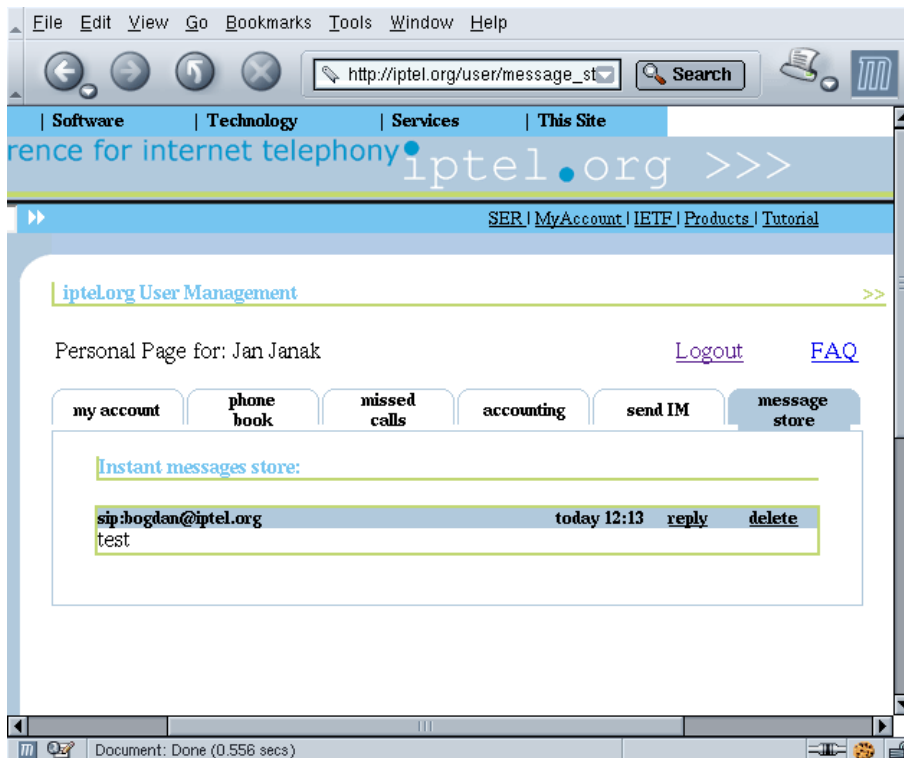 File Edit View Go Bookmarks Tools Window Help
http://iptel.org/user/message_st Search
| Software | Technology | Services | This Site
rence for internet telephony iptel.org >>>
SER | MyAccount | IETF | Products | Tutorial
iptel.org User Management >>
Personal Page for: Jan Janak Logout FAQ
my account phone book missed calls accounting send IM message store
Instant messages store:
sip:bogdan@iptel.org today 12:13 reply delete
test
Document: Done (0.556 secs)